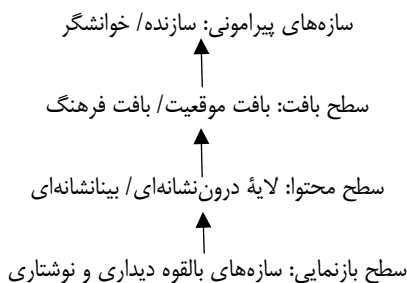 سازه‌های پیرامونی: سازنده/ خوانشگر
سطح بافت: بافت موقعیت/ بافت فرهنگ
سطح محتوا: لایۀ درون‌نشانه‌ای/ بینانشانه‌ای
سطح بازنمایی: سازه‌های بالقوه دیداری و نوشتاری